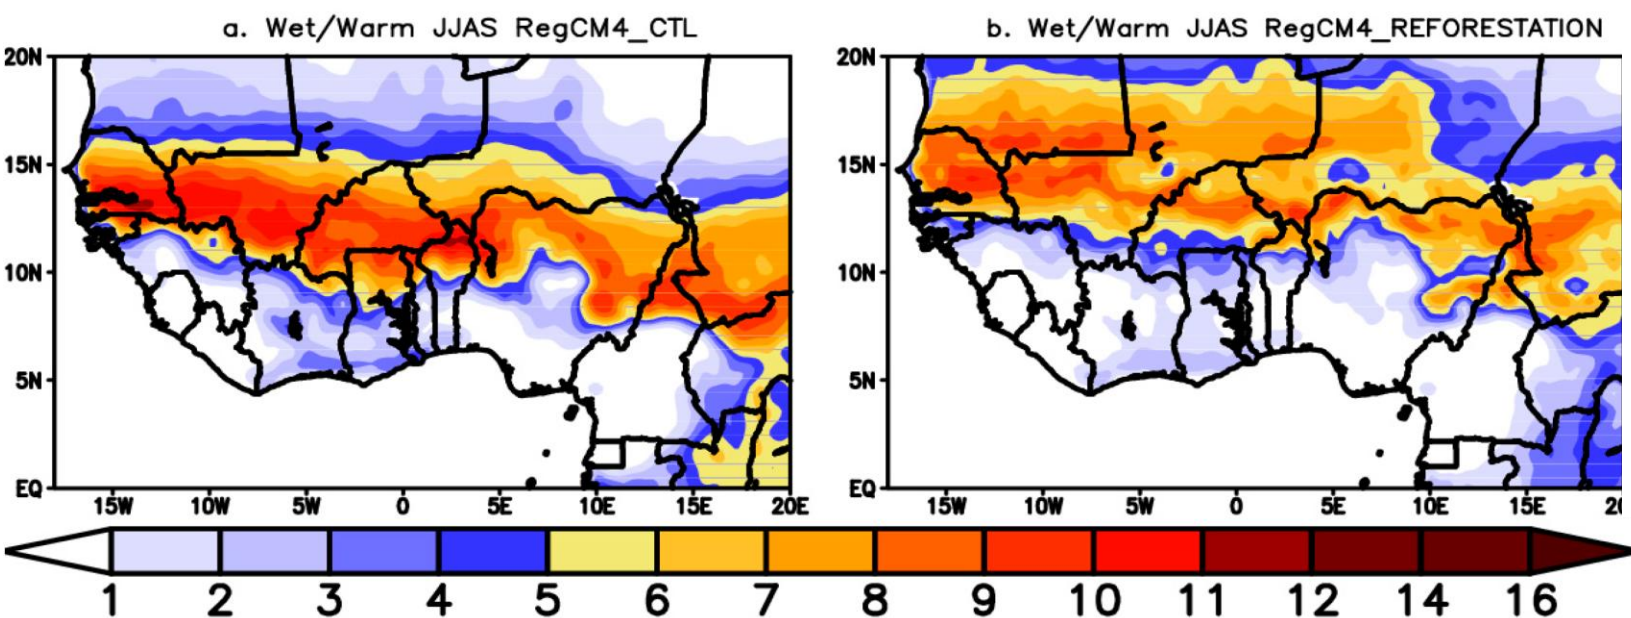 a. Wet/Warm JJAS RegCM4_CTL
b. Wet/Warm JJAS RegCM4_REFORESTATION
20N
15N
10N
5N
EQ
15W 10W 5W 0 5E 10E 15E 20E
20N
15N
10N
5N
EQ
15W 10W 5W 0 5E 10E 15E 20
1 2 3 4 5 6 7 8 9 10 11 12 14 16